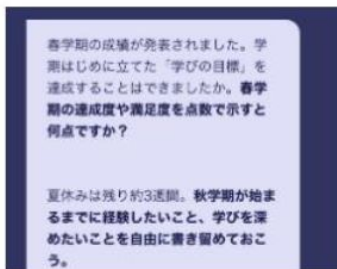 春学期の成績が発表されました。学
期はじめに立てた「学びの目標」を
達成することはできましたか。春学
期の達成度や満足度を点数で示すと
何点ですか？
夏休みは残り約3週間。秋学期が始ま
るまでに経験したいこと、学びを深
めたいことを自由に書き留めておこ
う。